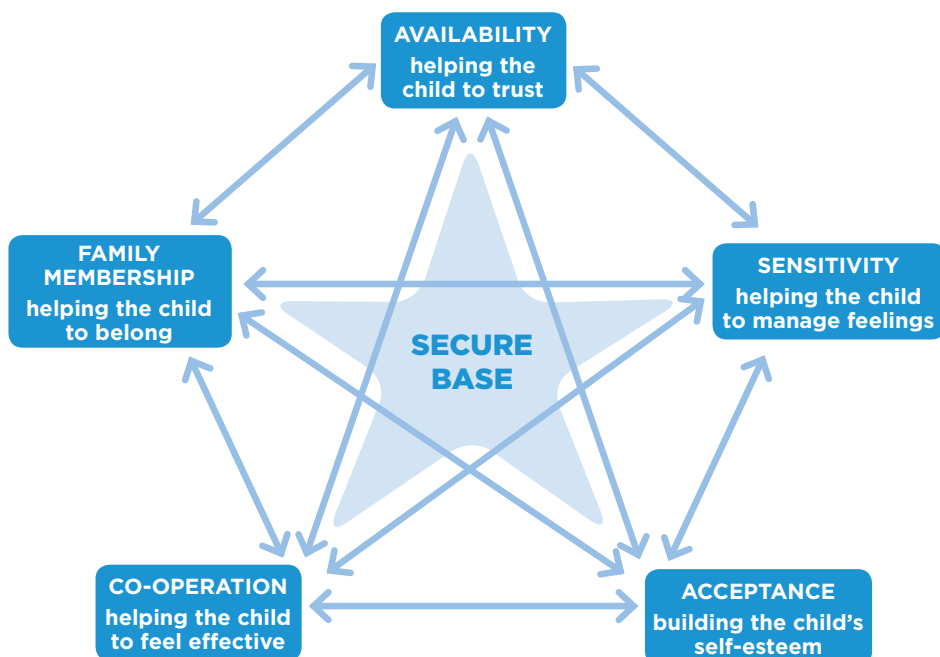 AVAILABILITY
helping the
child to trust
FAMILY
MEMBERSHIP
helping the child
to belong
SENSITIVITY
helping the child
to manage feelings
SECURE
BASE
CO-OPERATION
helping the child
to feel effective
ACCEPTANCE
building the child’s
self-esteem